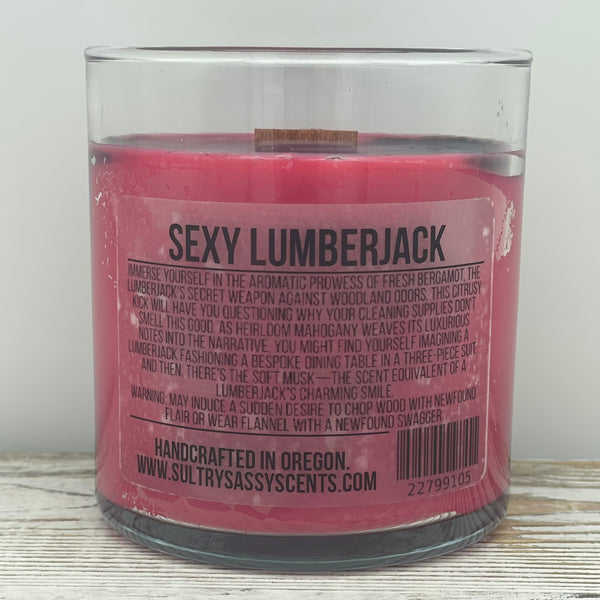 SEXY LUMBERJACK
IMMERSE YOURSELF IN THE AROMATIC PROWESS OF FRESH BERGAMOT, THE
LUMBERJACK'S SECRET WEAPON AGAINST WOODLAND ODORS. THIS CITRUSY
KICK WILL HAVE YOU QUESTIONING WHY YOUR CLEANING SUPPLIES DON'T
SMELL THIS GOOD. AS HEIRLOOM MAHOGANY WEAVES ITS LUXURIOUS
NOTES INTO THE NARRATIVE, YOU MIGHT FIND YOURSELF IMAGINING A
LUMBERJACK FASHIONING A BESPOKE DINING TABLE IN A THREE-PIECE SUIT.
AND THEN, THERE'S THE SOFT MUSK—THE SCENT EQUIVALENT OF A
LUMBERJACK'S CHARMING SMILE.
WARNING: MAY INDUCE A SUDDEN DESIRE TO CHOP WOOD WITH NEWFOUND
FLAIR OR WEAR FLANNEL WITH A NEWFOUND SWAGGER.
HANDCRAFTED IN OREGON.
WWW.SULTRYSASSYSCENTS.COM
22799105